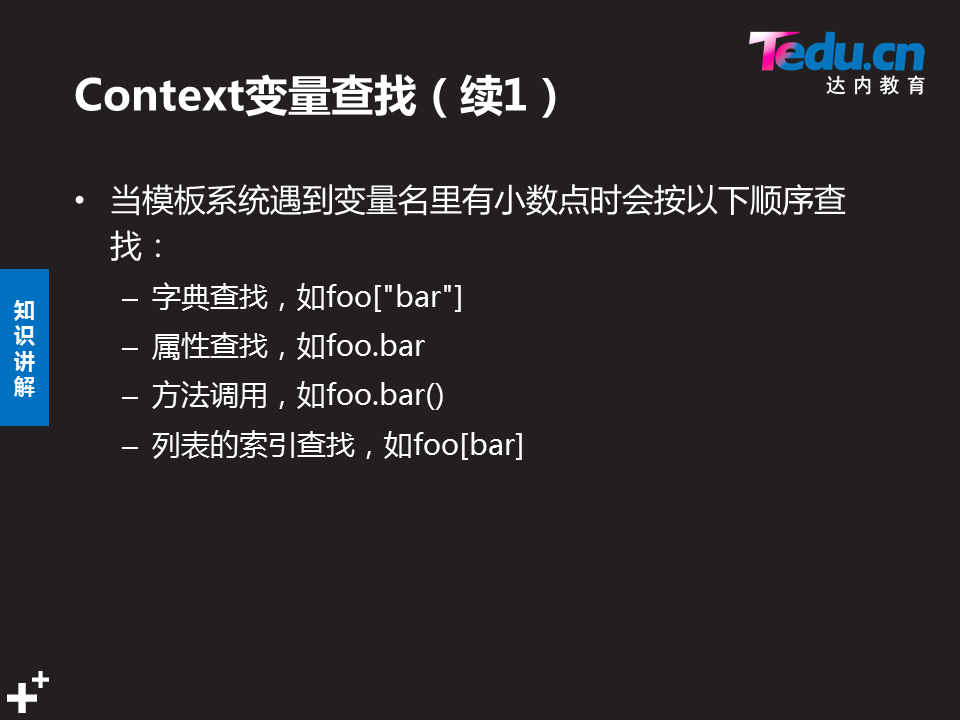 Tedu.cn
达内教育
Context变量查找（续1）
• 当模板系统遇到变量名里有小数点时会按以下顺序查
找：
– 字典查找，如foo["bar"]
– 属性查找，如foo.bar
– 方法调用，如foo.bar()
– 列表的索引查找，如foo[bar]
知识讲解